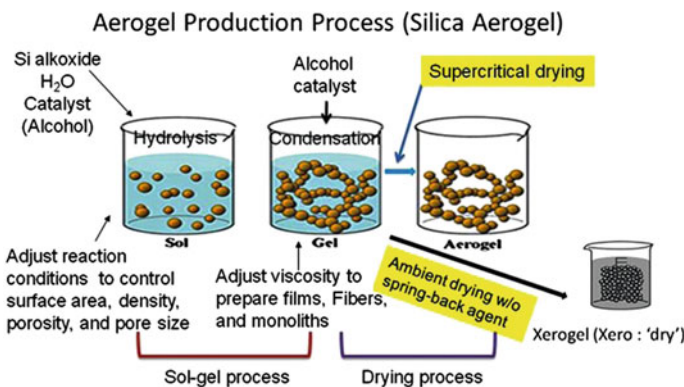 Aerogel Production Process (Silica Aerogel)
Si alkoxide
H₂O
Catalyst
(Alcohol)
Alcohol
catalyst
Supercritical drying
Hydrolysis
Condensation
Sol
Gel
Aerogel
Adjust reaction
conditions to control
surface area, density,
porosity, and pore size
Adjust viscosity to
prepare films, Fibers,
and monoliths
Ambient drying w/o
spring-back agent
Xerogel (Xero : 'dry')
Sol-gel process
Drying process